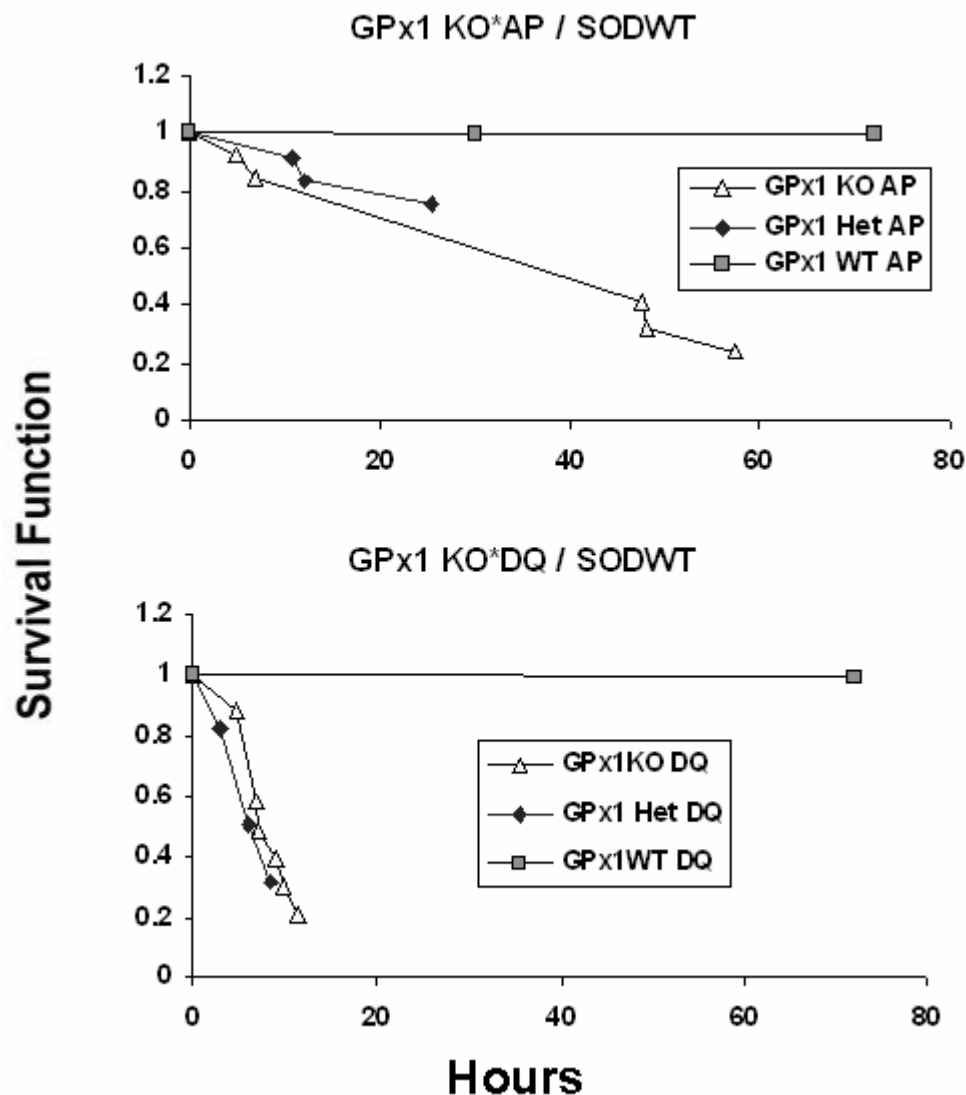 GPx1 KO*AP / SODWT
1.2
1
0.8
0.6
0.4
0.2
0
0 20 40 60 80
GPx1 KO AP
GPx1 Het AP
GPx1 WT AP
Survival Function
GPx1 KO*DQ / SODWT
1.2
1
0.8
0.6
0.4
0.2
0
0 20 40 60 80
GPx1KO DQ
GPx1 Het DQ
GPx1WT DQ
Hours